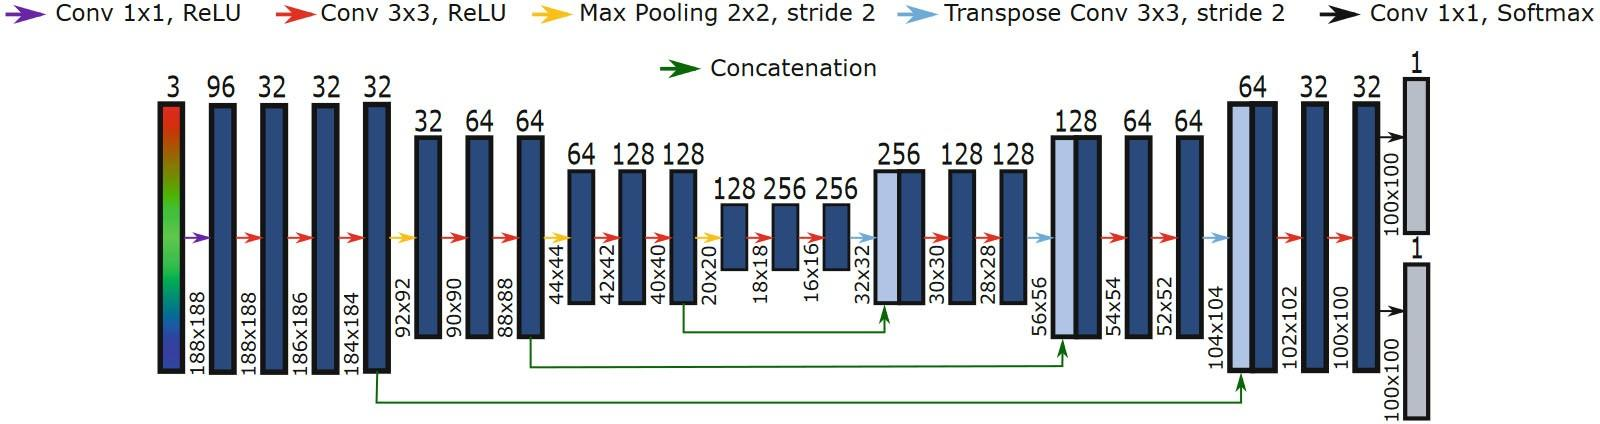 Conv 1x1, ReLU Conv 3x3, ReLU Max Pooling 2x2, stride 2 Transpose Conv 3x3, stride 2 Conv 1x1, Softmax
Concatenation
3 96 32 32 32 32 64 64 64 128 128 128 256 256 256 128 128 128 64 64 64 32 32 1
1
188x188 188x188 186x186 184x184 92x92 90x90 88x88 44x44 42x42 40x40 20x20 18x18 16x16 32x32 30x30 28x28 56x56 54x54 52x52 104x104 102x102 100x100 100x100
100x100